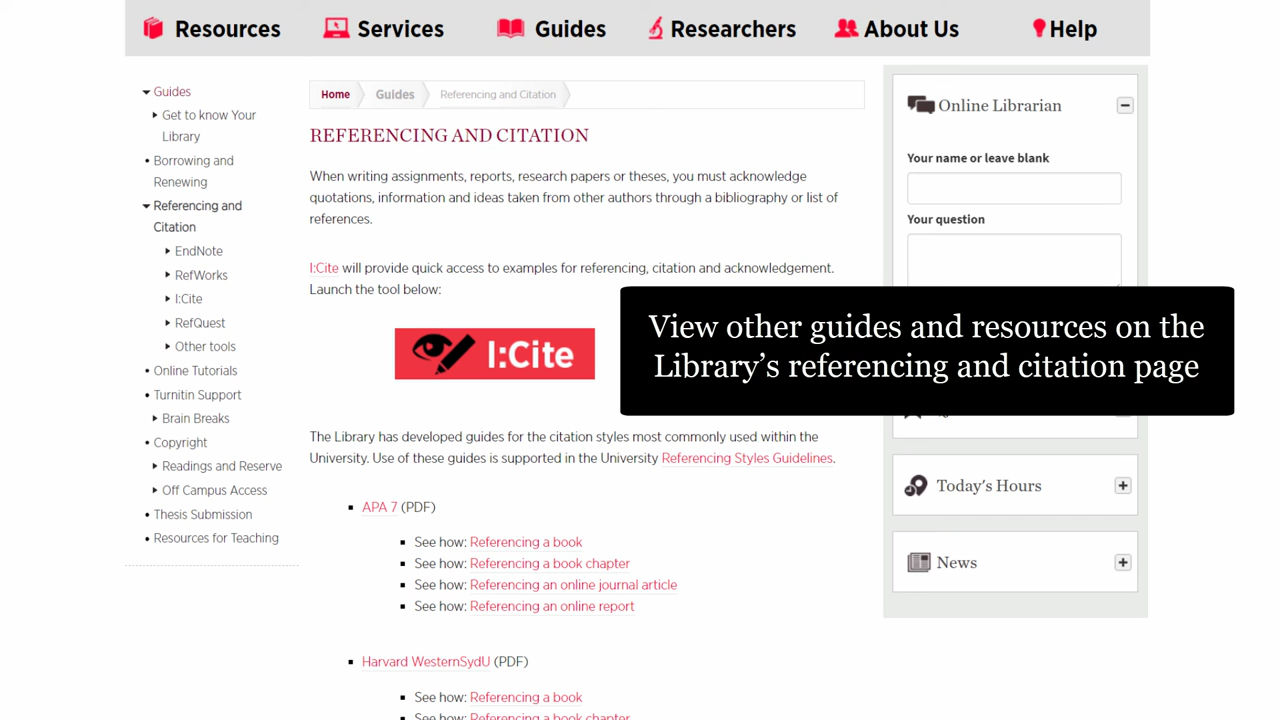 Resources
Services
Guides
Researchers
About Us
Help
Guides
Get to know Your
Library
Borrowing and
Renewing
Referencing and
Citation
EndNote
RefWorks
I:Cite
RefQuest
Other tools
Online Tutorials
Turnitin Support
Brain Breaks
Copyright
Readings and Reserve
Off Campus Access
Thesis Submission
Resources for Teaching
Home
Guides
Referencing and Citation
REFERENCING AND CITATION
When writing assignments, reports, research papers or theses, you must acknowledge
quotations, information and ideas taken from other authors through a bibliography or list of
references.
I:Cite will provide quick access to examples for referencing, citation and acknowledgement.
Launch the tool below:
I:Cite
The Library has developed guides for the citation styles most commonly used within the
University. Use of these guides is supported in the University Referencing Styles Guidelines.
APA 7 (PDF)
See how: Referencing a book
See how: Referencing a book chapter
See how: Referencing an online journal article
See how: Referencing an online report
Harvard WesternSydU (PDF)
See how: Referencing a book
See how: Referencing a book chapter
Online Librarian
Your name or leave blank
Your question
View other guides and resources on the
Library's referencing and citation page
Today's Hours
News